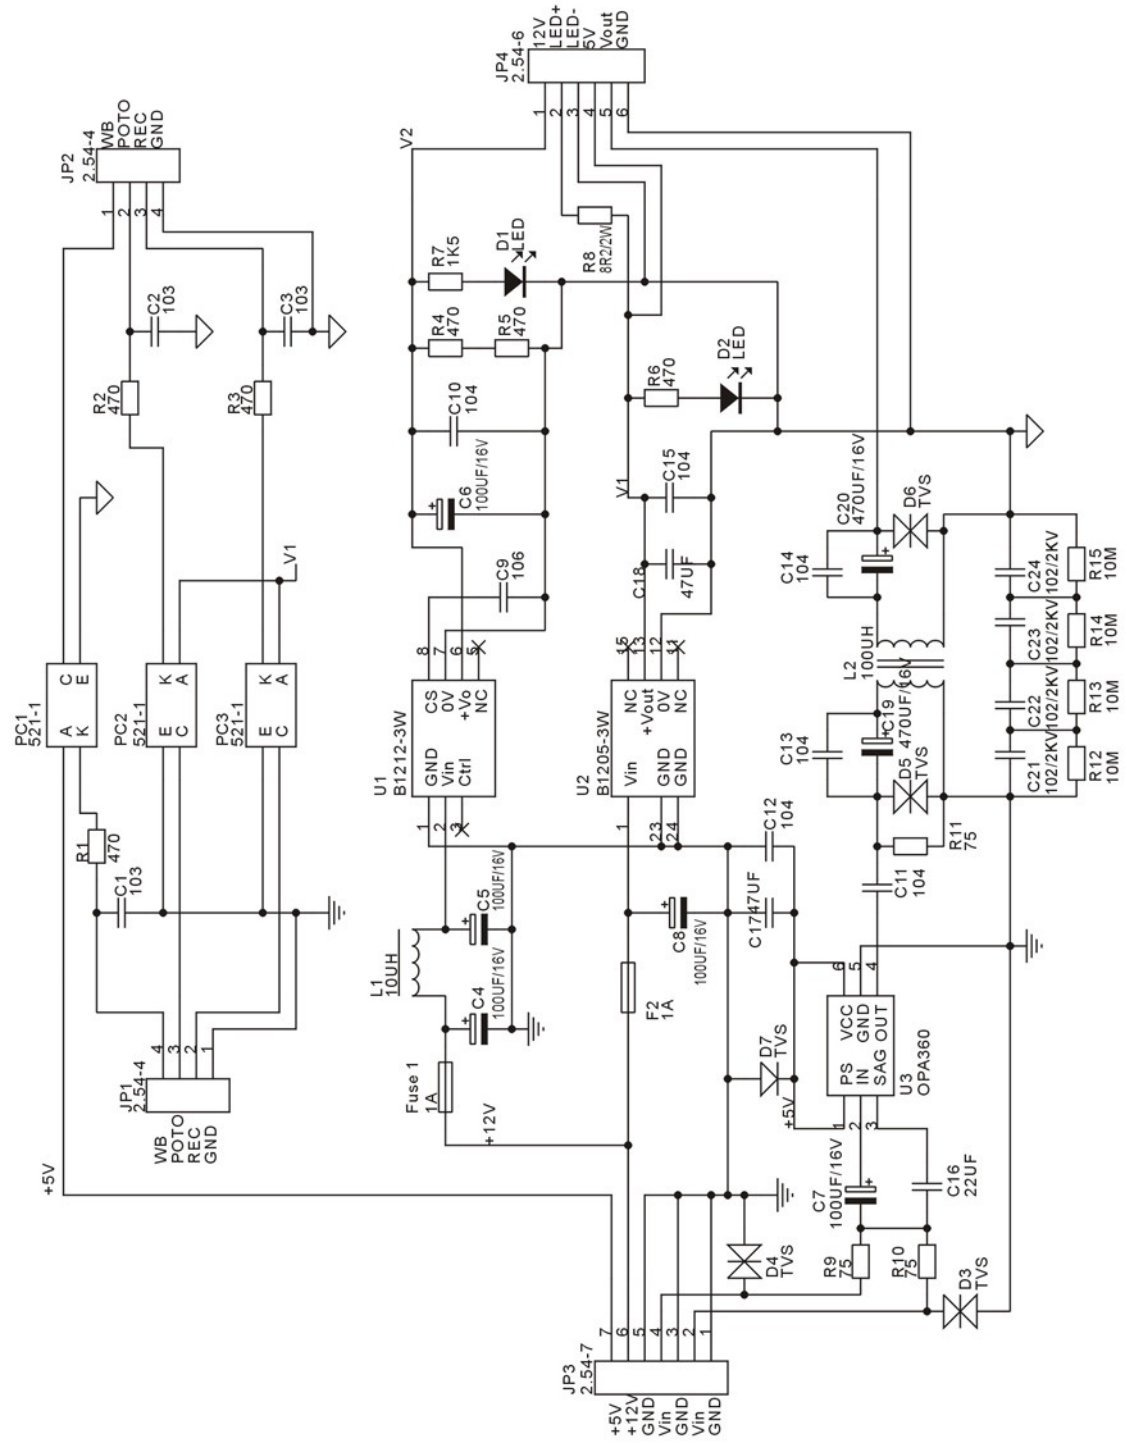 JP4
2.54-6
12V
LED+
LED-
5V
Vout
GND
1
2
3
4
5
6
JP2
2.54-4
WB
POTO
REC
GND
1
2
3
4
V2
C2
103
C3
103
R2
470
R3
470
R7
1K5
D1
LED
R8
8R2/2W
R4
470
R5
470
C10
104
C6
100UF/16V
+
C9
106
R6
470
D2
LED
V1
C15
104
C18
47UF
V1
PC1
521-1
A
C
K
E
PC2
521-1
E
K
C
A
PC3
521-1
E
K
C
A
U1
B1212-3W
GND
Vin
Ctrl
CS
0V
+Vo
NC
1
2
3
8
7
6
5
U2
B1205-3W
Vin
GND
GND
NC
+Vout
0V
NC
1
23
24
15
13
12
11
C20
470UF/16V
+
D6
TVS
C14
104
L2
100UH
C19
470UF/16V
+
C13
104
D5
TVS
R11
75
C11
104
C24
102/2KV
R15
10M
C23
102/2KV
R14
10M
C22
102/2KV
R13
10M
C21
102/2KV
R12
10M
R1
470
C1
103
JP1
2.54-4
WB
POTO
REC
GND
4
3
2
1
+5V
L1
10UH
C5
100UF/16V
+
C4
100UF/16V
+
Fuse 1
1A
+12V
F2
1A
C8
100UF/16V
+
C12
104
C17
47UF
D7
TVS
+5V
U3
OPA360
PS
IN
SAG
VCC
GND
OUT
1
2
3
6
5
4
C7
100UF/16V
+
C16
22UF
R9
75
R10
75
D3
TVS
D4
TVS
JP3
2.54-7
+5V
+12V
GND
Vin
GND
Vin
GND
7
6
5
4
3
2
1